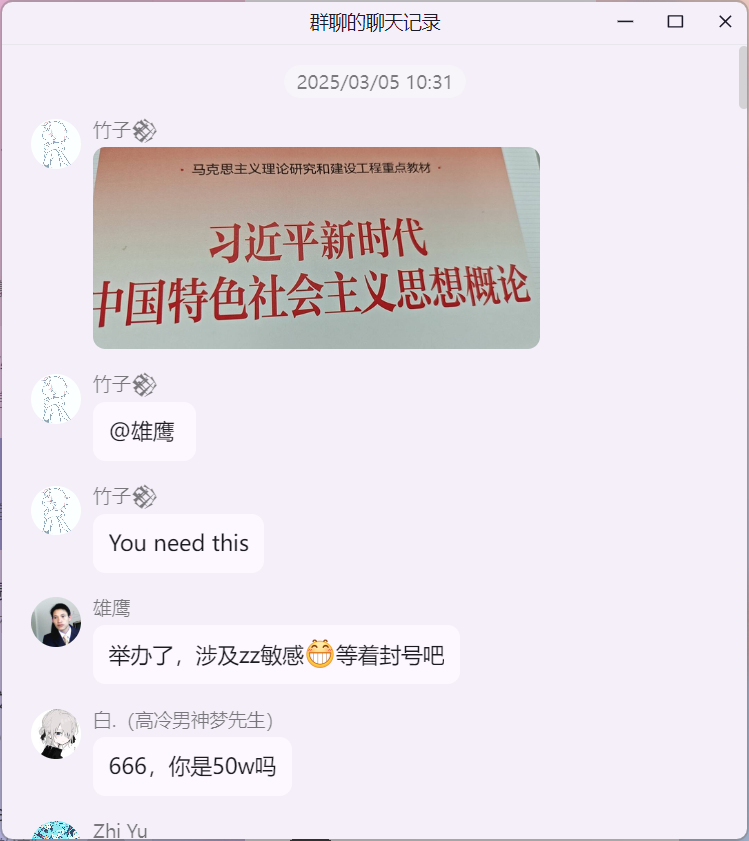 群聊的聊天记录
2025/03/05 10:31
竹子
· 马克思主义理论研究和建设工程重点教材 ·
习近平新时代
中国特色社会主义思想概论
竹子
@雄鹰
竹子
You need this
雄鹰
举办了，涉及zz敏感😁等着封号吧
白.（高冷男神梦先生）
666，你是50w吗
Zhi Yu